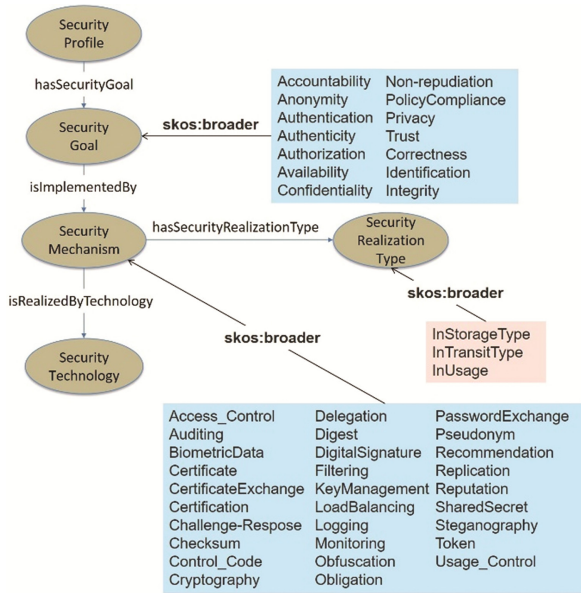 Security
Profile
hasSecurityGoal
Security
Goal
skos:broader
Accountability Non-repudiation
Anonymity PolicyCompliance
Authentication Privacy
Authenticity Trust
Authorization Correctness
Availability Identification
Confidentiality Integrity
isImplementedBy
Security
Mechanism
hasSecurityRealizationType
Security
Realization
Type
isRealizedByTechnology
skos:broader
skos:broader
InStorageType
InTransitType
InUsage
Security
Technology
Access_Control Delegation PasswordExchange
Auditing Digest Pseudonym
BiometricData DigitalSignature Recommendation
Certificate Filtering Replication
CertificateExchange KeyManagement Reputation
Certification LoadBalancing SharedSecret
Challenge-Respose Logging Steganography
Checksum Monitoring Token
Control_Code Obfuscation Usage_Control
Cryptography Obligation